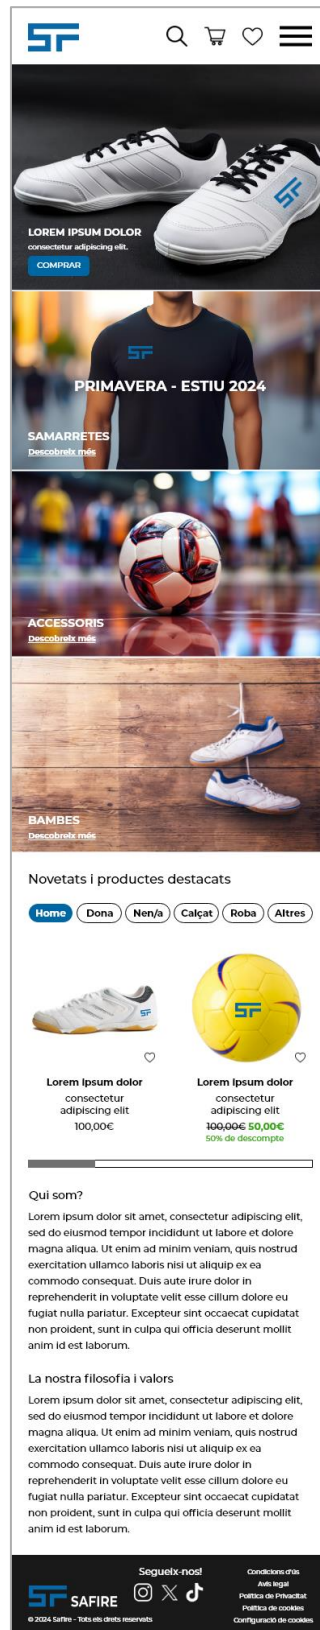 SF
LOREM IPSUM DOLOR
consectetur adipiscing elit.
COMPRAR
SF
SF
PRIMAVERA - ESTIU 2024
SAMARRETES
Descobreix més
ACCESSORIS
Descobreix més
BAMBES
Descobreix més
Novetats i productes destacats
Home Dona Nen/a Calçat Roba Altres
SF
SF
Lorem ipsum dolor
consectetur
adipiscing elit
100,00€
Lorem ipsum dolor
consectetur
adipiscing elit
100,00€ 50,00€
50% de descompte
Qui som?
Lorem ipsum dolor sit amet, consectetur adipiscing elit,
sed do eiusmod tempor incididunt ut labore et dolore
magna aliqua. Ut enim ad minim veniam, quis nostrud
exercitation ullamco laboris nisi ut aliquip ex ea
commodo consequat. Duis aute irure dolor in
reprehenderit in voluptate velit esse cillum dolore eu
fugiat nulla pariatur. Excepteur sint occaecat cupidatat
non proident, sunt in culpa qui officia deserunt mollit
anim id est laborum.
La nostra filosofia i valors
Lorem ipsum dolor sit amet, consectetur adipiscing elit,
sed do eiusmod tempor incididunt ut labore et dolore
magna aliqua. Ut enim ad minim veniam, quis nostrud
exercitation ullamco laboris nisi ut aliquip ex ea
commodo consequat. Duis aute irure dolor in
reprehenderit in voluptate velit esse cillum dolore eu
fugiat nulla pariatur. Excepteur sint occaecat cupidatat
non proident, sunt in culpa qui officia deserunt mollit
anim id est laborum.
SF SAFIRE
© 2024 Safire - Tots els drets reservats
Segueix-nos!
Condicions d'ús
Avís legal
Política de Privacitat
Política de cookies
Configuració de cookies